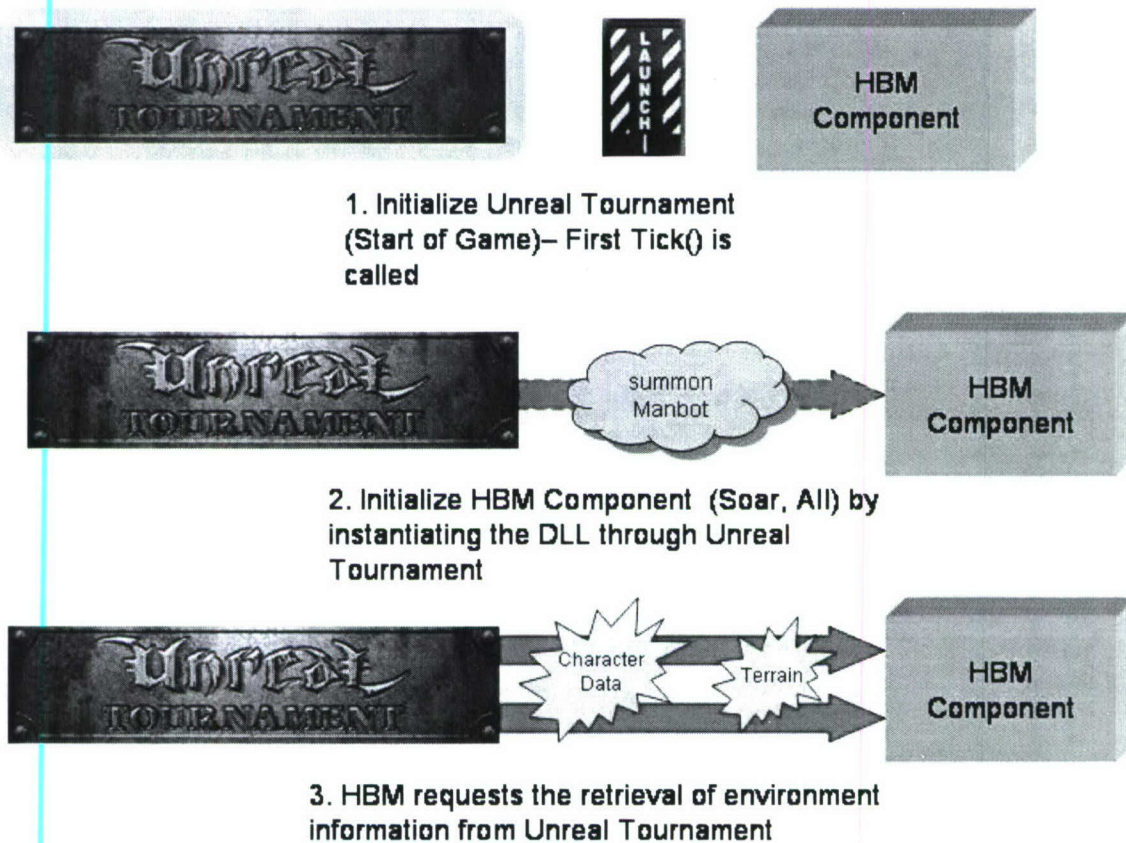 Unreal
TOURNAMENT
LAUNCH!
HBM
Component
1. Initialize Unreal Tournament
(Start of Game)– First Tick() is
called
Unreal
TOURNAMENT
summon
Manbot
HBM
Component
2. Initialize HBM Component (Soar, AII) by
instantiating the DLL through Unreal
Tournament
Unreal
TOURNAMENT
Character
Data
Terrain
HBM
Component
3. HBM requests the retrieval of environment
information from Unreal Tournament